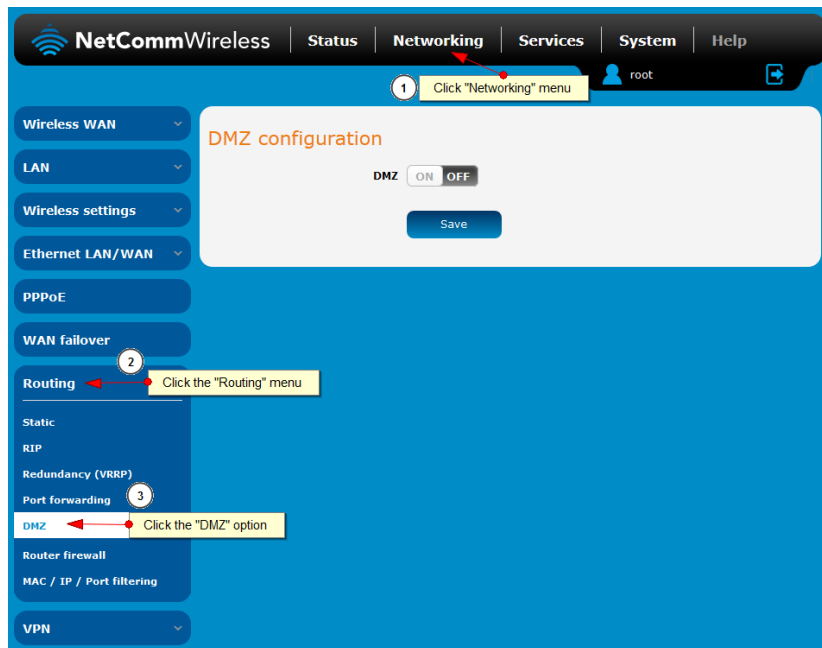 NetCommWireless Status Networking Services System Help
root
1 Click "Networking" menu
Wireless WAN
LAN
Wireless settings
Ethernet LAN/WAN
PPPoE
WAN failover
2
Routing
Click the "Routing" menu
Static
RIP
Redundancy (VRRP)
Port forwarding
3
DMZ
Click the "DMZ" option
Router firewall
MAC / IP / Port filtering
VPN
DMZ configuration
DMZ ON OFF
Save